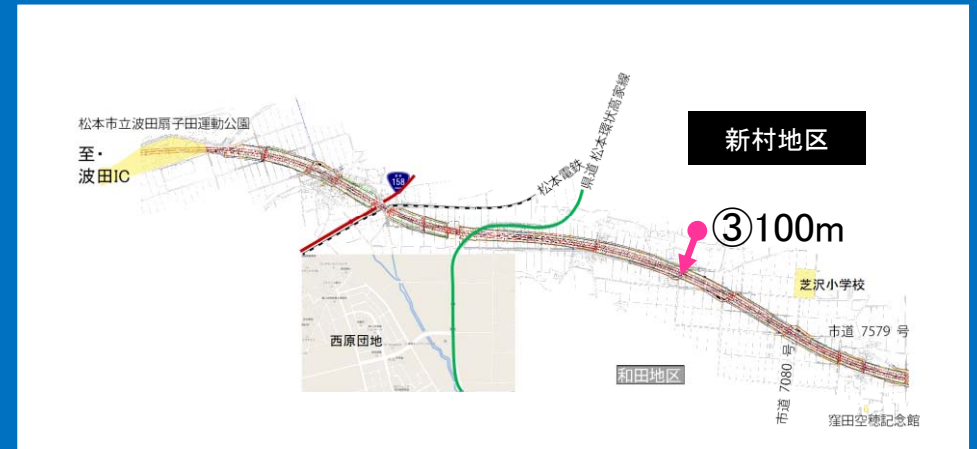 松本市立波田扇子田運動公園
至・
波田IC
158
松本電鉄
県道 松本環状高家線
新村地区
③100m
芝沢小学校
西原団地
市道 7579 号
市道 7080 号
和田地区
窪田空穂記念館